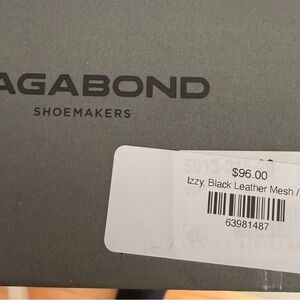 AGABOND
SHOEMAKERS
$96.00
Izzy, Black Leather Mesh /
63981487